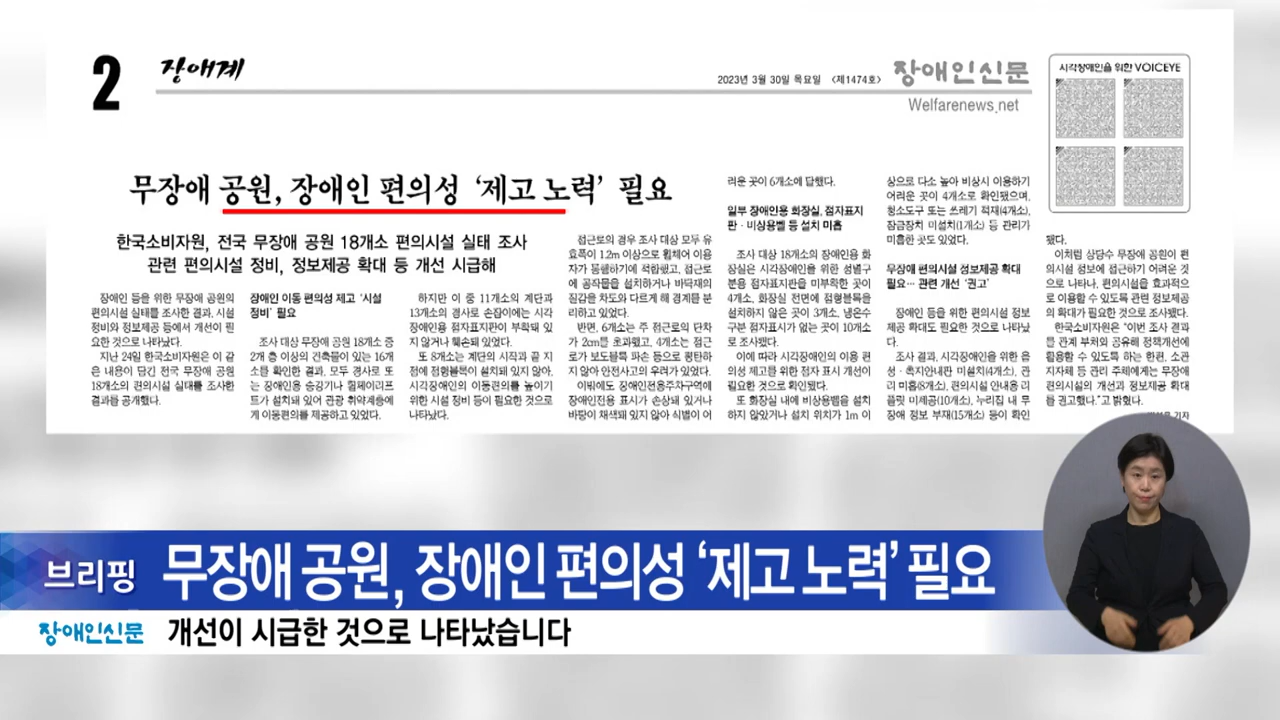 2
장애계
2023년 3월 30일 목요일 <제1474호>
장애인신문
Welfarenews.net
시각장애인을 위한 VOICEYE
무장애 공원, 장애인 편의성 ‘제고 노력’ 필요
한국소비자원, 전국 무장애 공원 18개소 편의시설 실태 조사
관련 편의시설 정비, 정보제공 확대 등 개선 시급해
장애인 등을 위한 무장애 공원의
편의시설 실태를 조사한 결과, 시설
정비와 정보제공 등에서 개선이 필
요한 것으로 나타났다.
지난 24일 한국소비자원은 이 같
은 내용이 담긴 전국 무장애 공원
18개소의 편의시설 실태를 조사한
결과를 공개했다.
장애인 이동 편의성 제고 ‘시설
정비’ 필요
조사 대상 무장애 공원 18개소 중
2개 층 이상의 건축물이 있는 16개
소를 확인한 결과, 모두 경사로 또
는 장애인용 승강기나 휠체어리프
트가 설치돼 있어 관광 취약계층에
게 이동편의를 제공하고 있었다.
하지만 이 중 11개소의 계단과
13개소의 경사로 손잡이에는 시각
장애인용 점자표지판이 부착돼 있
지 않거나 훼손돼 있었다.
또 8개소는 계단의 시작과 끝 지
점에 점형블록이 설치돼 있지 않아,
시각장애인의 이동편의를 높이기
위한 시설 정비 등이 필요한 것으로
나타났다.
접근로의 경우 조사 대상 모두 유
효폭이 1.2m 이상으로 휠체어 이용
자가 통행하기에 적합했고, 접근로
에 공작물을 설치하거나 바닥재의
질감을 차도와 다르게 해 경계를 분
리하고 있었다.
반면, 6개소는 주 접근로의 단차
가 2cm를 초과했고, 4개소는 접근
로가 보도블록 파손 등으로 평탄하
지 않아 안전사고의 우려가 있었다.
이밖에도 장애인전용주차구역에
장애인전용 표시가 손상돼 있거나
바탕이 채색돼 있지 않아 식별이 어
려운 곳이 6개소에 달했다.
일부 장애인용 화장실, 점자표지
판·비상용벨 등 설치 미흡
조사 대상 18개소의 장애인용 화
장실은 시각장애인을 위한 성별구
분용 점자표지판을 미부착한 곳이
4개소, 화장실 전면에 점형블록을
설치하지 않은 곳이 3개소, 냉온수
구분 점자표시가 없는 곳이 10개소
로 조사됐다.
이에 따라 시각장애인의 이용 편
의성 제고를 위한 점자 표시 개선이
필요한 것으로 확인됐다.
또 화장실 내에 비상용벨을 설치
하지 않았거나 설치 위치가 1m 이
상으로 다소 높아 비상시 이용하기
어려운 곳이 4개소로 확인됐으며,
청소도구 또는 쓰레기 적재(4개소),
잠금장치 미설치(1개소) 등 관리가
미흡한 곳도 있었다.
무장애 편의시설 정보제공 확대
필요… 관련 개선 ‘권고’
장애인 등을 위한 편의시설 정보
제공 확대도 필요한 것으로 나타났
다.
조사 결과, 시각장애인을 위한 음
성·촉지안내판 미설치(4개소), 관
리 미흡(8개소), 편의시설 안내용 리
플릿 미제공(10개소), 누리집 내 무
장애 정보 부재(15개소) 등이 확인
됐다.
이처럼 상당수 무장애 공원이 편
의시설 정보에 접근하기 어려운 것
으로 나타나, 편의시설을 효과적으
로 이용할 수 있도록 관련 정보제공
의 확대가 필요한 것으로 조사됐다.
한국소비자원은 “이번 조사 결과
를 관계 부처와 공유해 정책개선에
활용할 수 있도록 하는 한편, 소관
지자체 등 관리 주체에게는 무장애
편의시설의 개선과 정보제공 확대
를 권고했다.”고 밝혔다.
기자
브리핑
무장애 공원, 장애인 편의성 ‘제고 노력’ 필요
장애인신문
개선이 시급한 것으로 나타났습니다